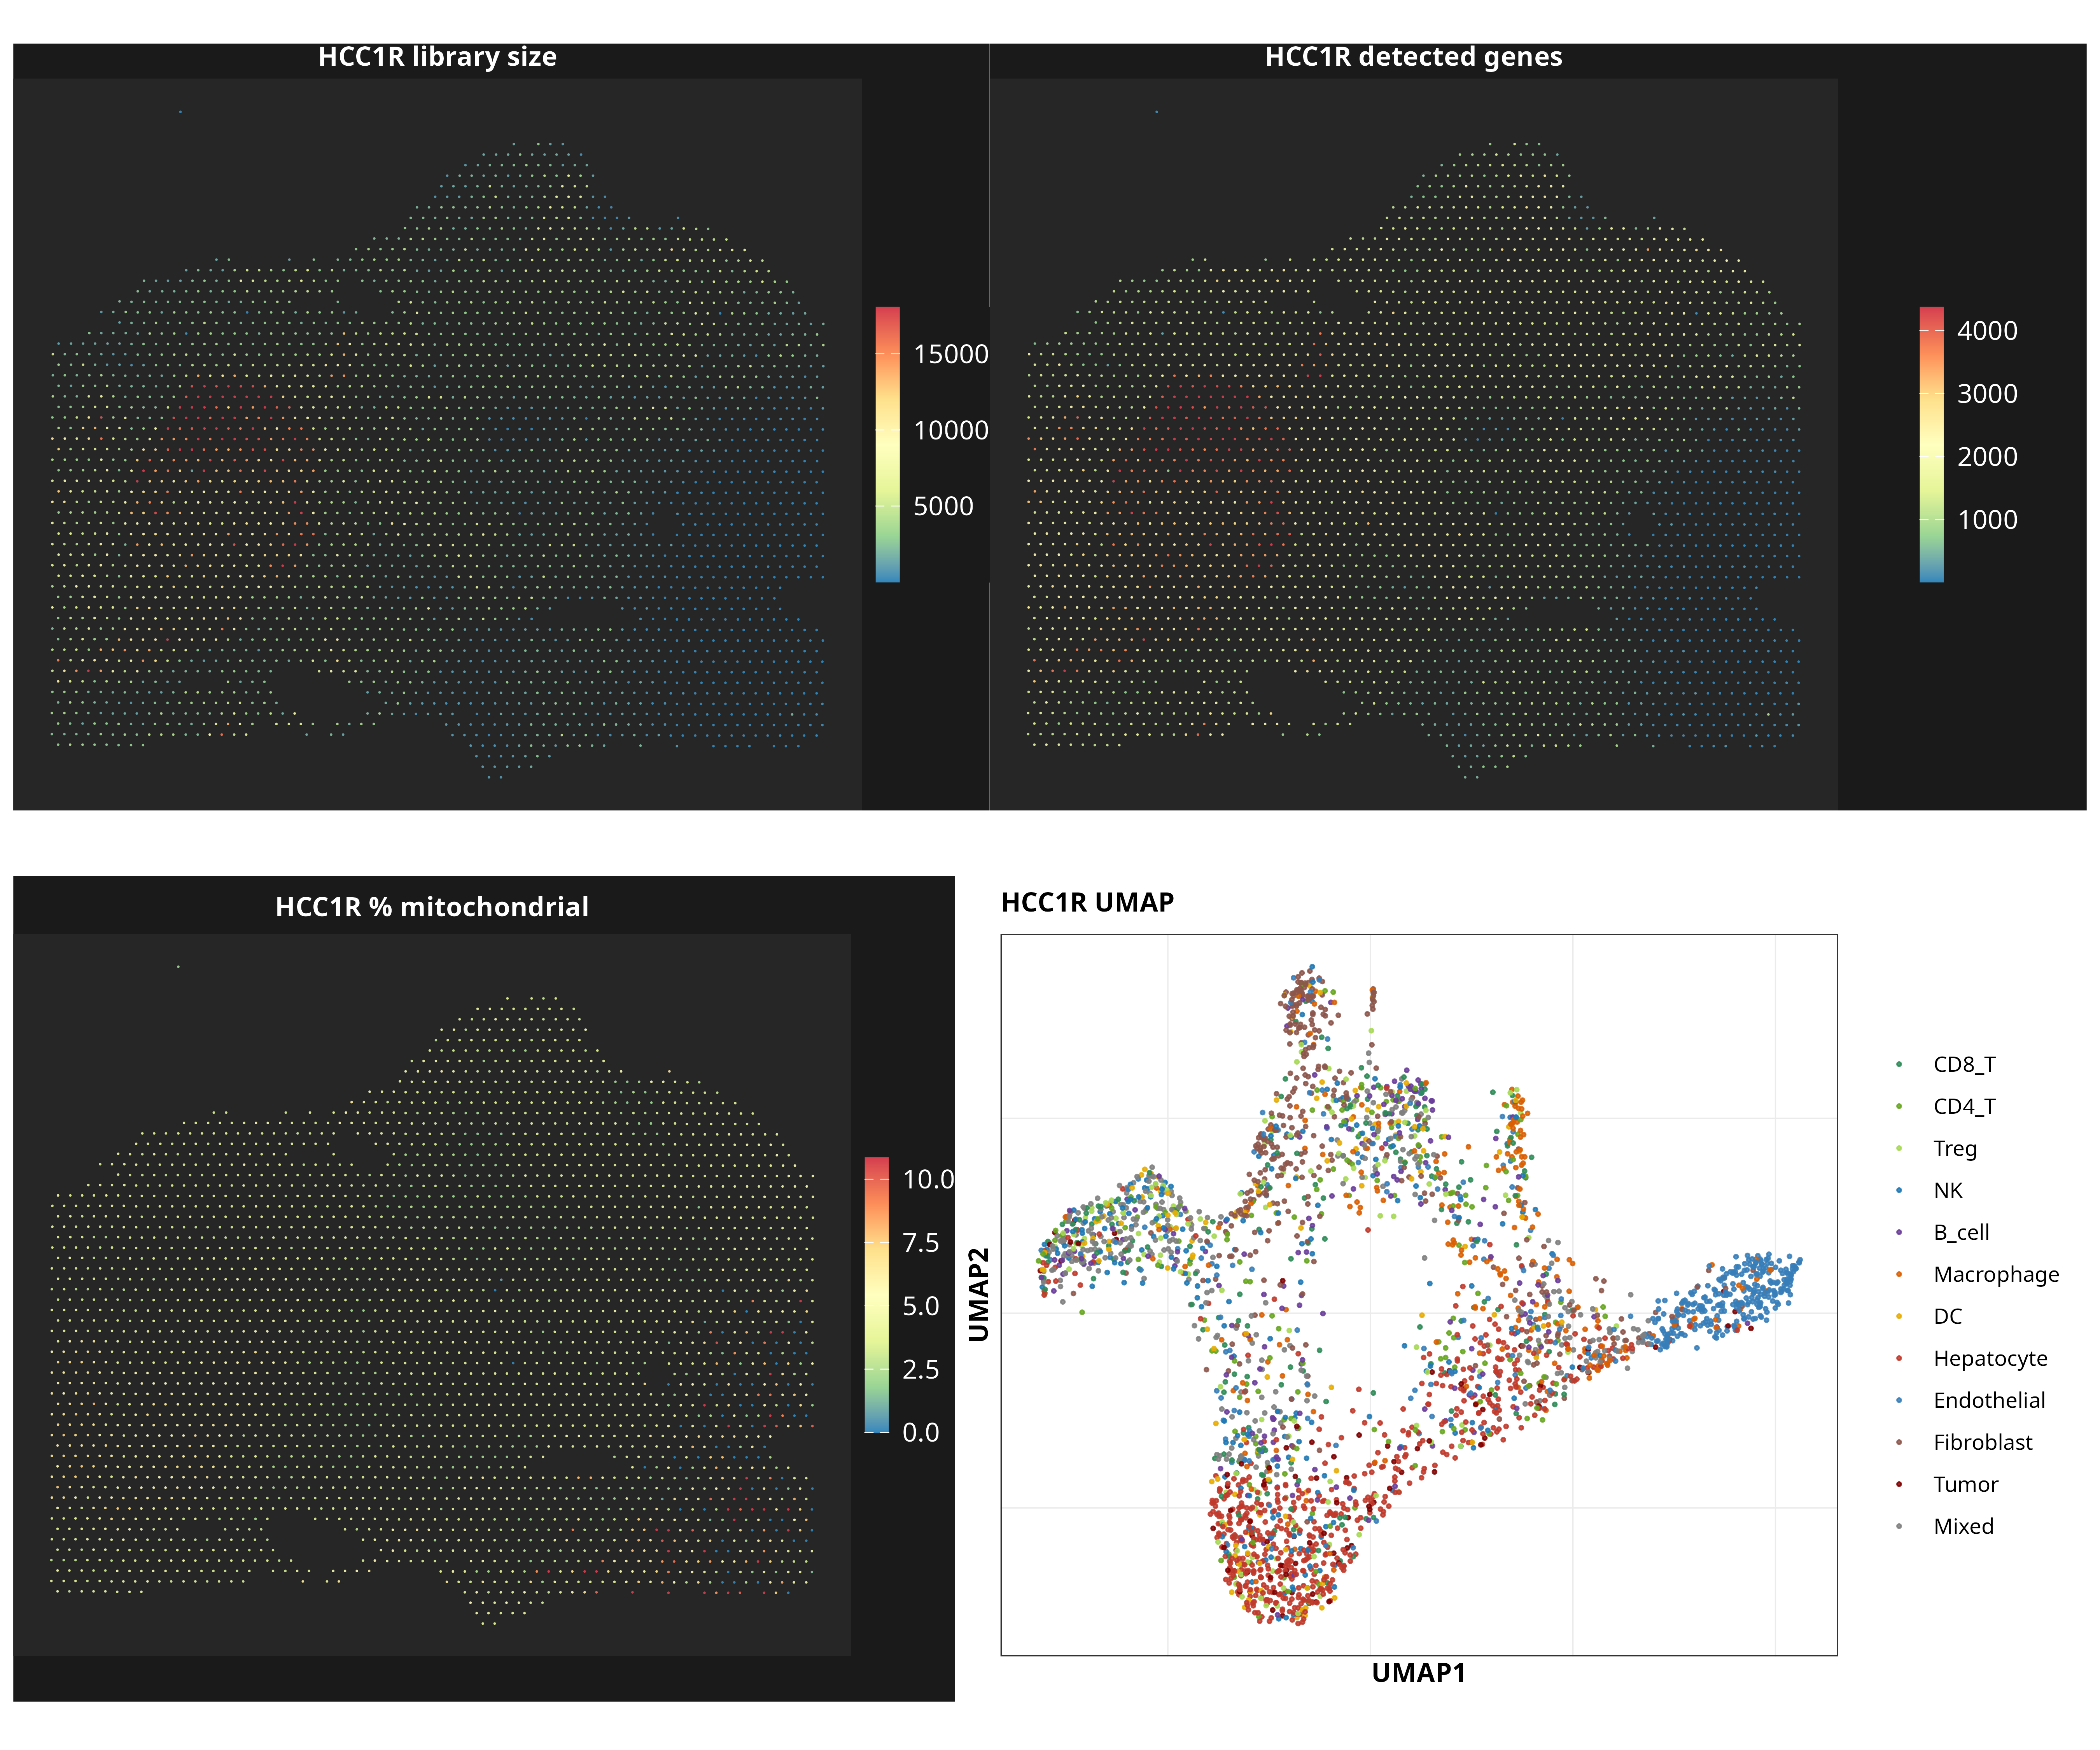 HCC1R library size
15000
10000
5000
HCC1R detected genes
4000
3000
2000
1000
HCC1R % mitochondrial
10.0
7.5
5.0
2.5
0.0
HCC1R UMAP
UMAP2
UMAP1
CD8_T
CD4_T
Treg
NK
B_cell
Macrophage
DC
Hepatocyte
Endothelial
Fibroblast
Tumor
Mixed